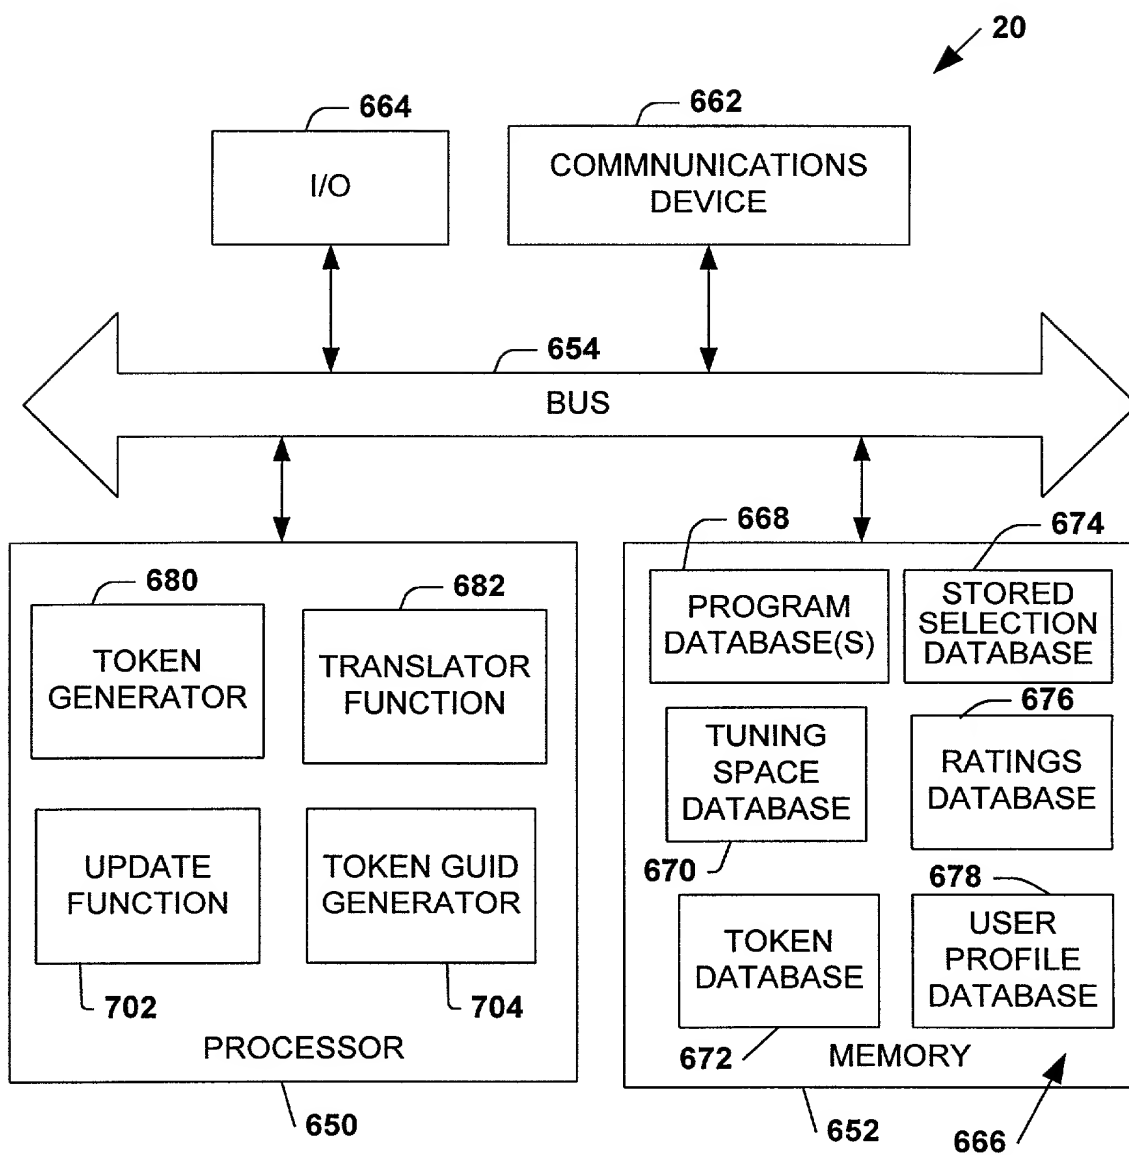 20
664
662
I/O
COMMNUNICATIONS
DEVICE
654
BUS
668
674
680
682
PROGRAM
DATABASE(S)
STORED
SELECTION
DATABASE
TOKEN
GENERATOR
TRANSLATOR
FUNCTION
676
TUNING
SPACE
DATABASE
RATINGS
DATABASE
670
678
UPDATE
FUNCTION
TOKEN GUID
GENERATOR
TOKEN
DATABASE
USER
PROFILE
DATABASE
702
704
PROCESSOR
672
MEMORY
650
652
666